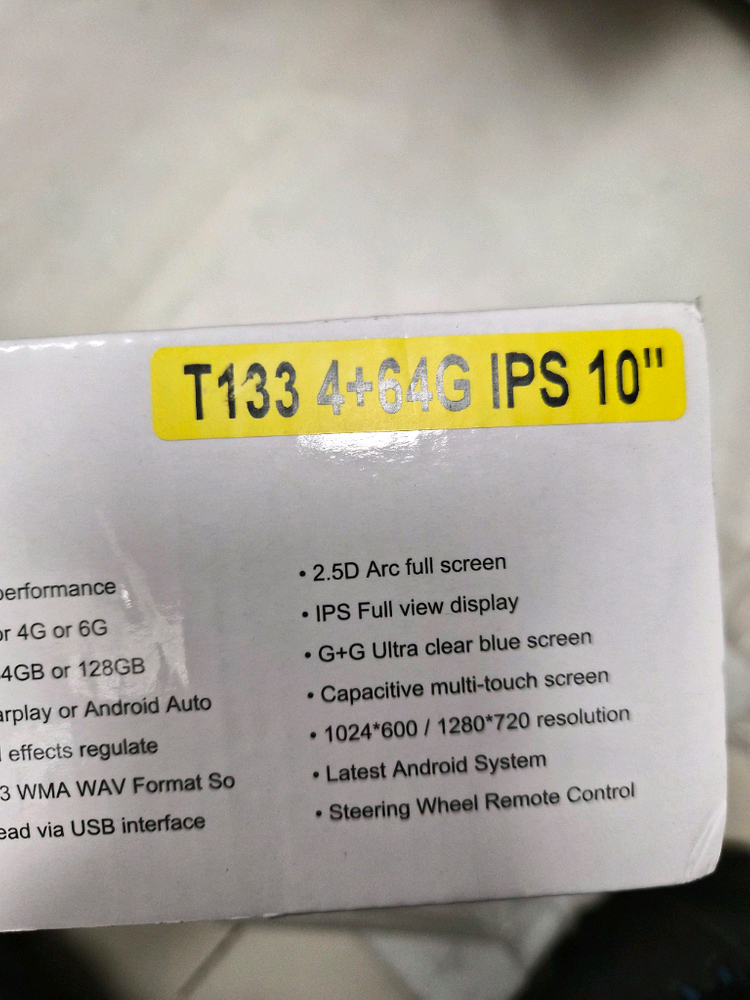 T133 4+64G IPS 10"
performance
or 4G or 6G
4GB or 128GB
arplay or Android Auto
effects regulate
3 WMA WAV Format So
ead via USB interface
• 2.5D Arc full screen
• IPS Full view display
• G+G Ultra clear blue screen
• Capacitive multi-touch screen
• 1024*600 / 1280*720 resolution
• Latest Android System
• Steering Wheel Remote Control